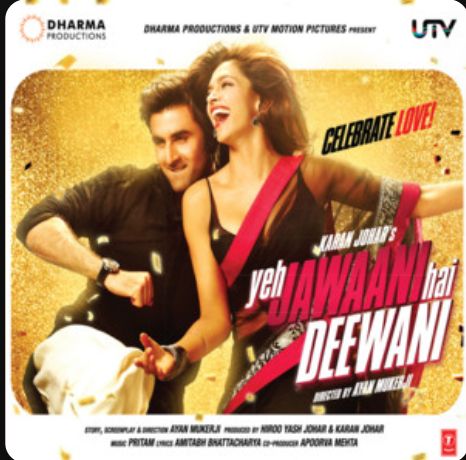 DHARMA
PRODUCTIONS
DHARMA PRODUCTIONS & UTV MOTION PICTURES PRESENT
UTV
CELEBRATE LOVE!
KARAN JOHAR'S
yeh JAWAANI hai
DEEWANI
DIRECTED BY AYAN MUKERJI
STORY, SCREENPLAY & DIRECTION AYAN MUKERJI PRODUCED BY HIROO YASH JOHAR & KARAN JOHAR
MUSIC PRITAM LYRICS AMITABH BHATTACHARYA CO-PRODUCER APOORVA MEHTA
T